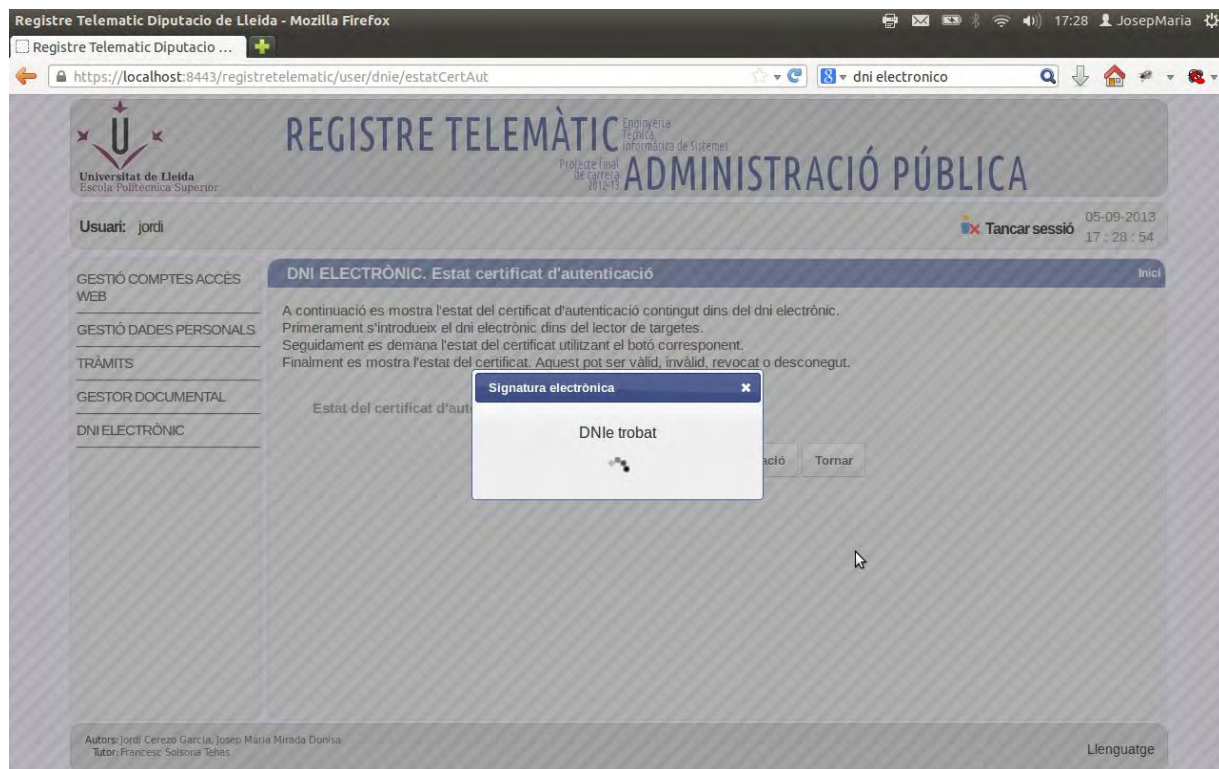 Registre Telematic Diputacio de Lleida - Mozilla Firefox
17:28 JosepMaria
Registre Telematic Diputacio ...
https://localhost:8443/registretelematic/user/dnie/estatCertAut
dni electronico
Universitat de Lleida
Escola Politècnica Superior
REGISTRE TELEMÀTIC
Enginyeria
Tècnica
Informàtica de Sistemes
Projecte final
de carrera
2012-13
ADMINISTRACIÓ PÚBLICA
Usuari: jordi
Tancar sessió
05-09-2013
17 : 28 : 54
GESTIÓ COMPTES ACCÈS
WEB
GESTIÓ DADES PERSONALS
TRÀMITS
GESTOR DOCUMENTAL
DNI ELECTRÒNIC
DNI ELECTRÒNIC. Estat certificat d'autenticació
Inici
A continuació es mostra l'estat del certificat d'autenticació contingut dins del dni electrònic.
Primerament s'introdueix el dni electrònic dins del lector de targetes.
Seguidament es demana l'estat del certificat utilitzant el botó corresponent.
Finalment es mostra l'estat del certificat. Aquest pot ser vàlid, invàlid, revocat o desconegut.
Estat del certificat d'aut
Signatura electrònica
DNIe trobat
ació
Tornar
Autors: Jordi Cerezo Garcia, Josep Maria Mirada Donisa
Tutor: Francesc Solsona Tehàs
Llenguatge